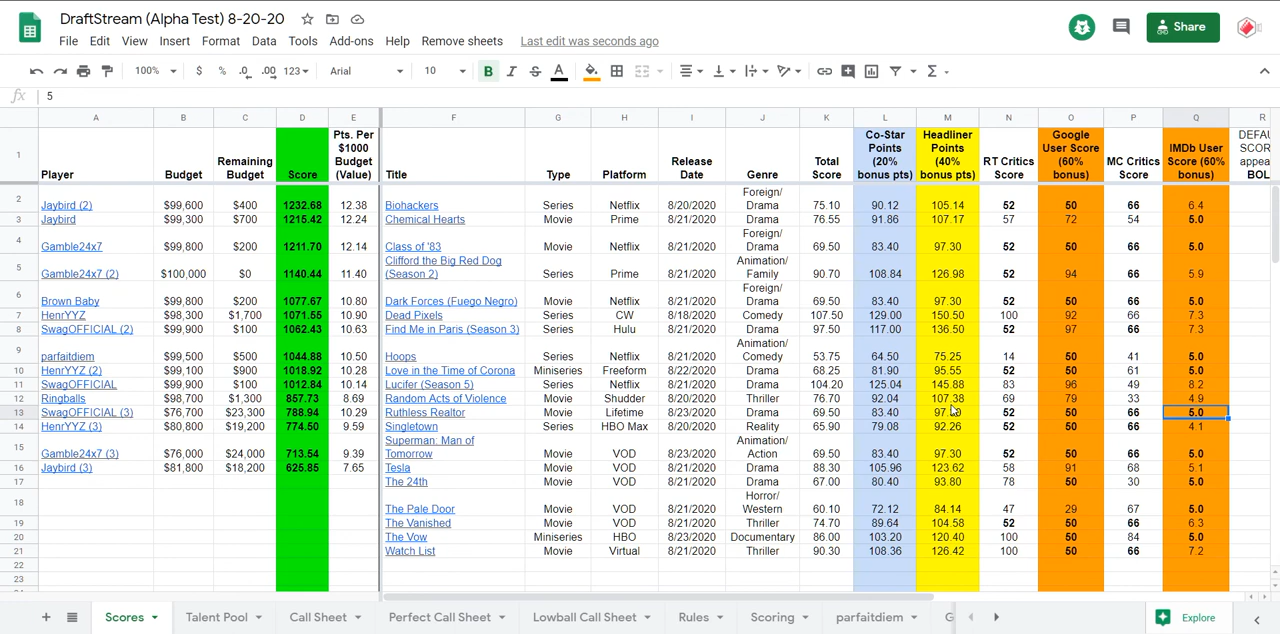 DraftStream (Alpha Test) 8-20-20
File Edit View Insert Format Data Tools Add-ons Help Remove sheets Last edit was seconds ago
Share
100% $ % .0 .00 123 Arial 10 B I S A
fx 5
A B C D E F G H I J K L M N O P Q R
1 Player Budget Remaining Budget Score Pts. Per $1000 Budget (Value) Title Type Platform Release Date Genre Total Score Co-Star Points (20% bonus pts) Headliner Points (40% bonus pts) RT Critics Score Google User Score (60% bonus) MC Critics Score IMDb User Score (60% bonus) DEFAU SCOR appea BOL
2 Jaybird (2) $99,600 $400 1232.68 12.38 Biohackers Series Netflix 8/20/2020 Foreign/ Drama 75.10 90.12 105.14 52 50 66 6.4
3 Jaybird $99,300 $700 1215.42 12.24 Chemical Hearts Movie Prime 8/21/2020 Drama 76.55 91.86 107.17 57 72 54 5.0
4 Gamble24x7 $99,800 $200 1211.70 12.14 Class of '83 Movie Netflix 8/21/2020 Foreign/ Drama 69.50 83.40 97.30 52 50 66 5.0
5 Gamble24x7 (2) $100,000 $0 1140.44 11.40 Clifford the Big Red Dog (Season 2) Series Prime 8/21/2020 Animation/ Family 90.70 108.84 126.98 52 94 66 5.9
6 Brown Baby $99,800 $200 1077.67 10.80 Dark Forces (Fuego Negro) Movie Netflix 8/21/2020 Foreign/ Drama 69.50 83.40 97.30 52 50 66 5.0
7 HenrYYZ $98,300 $1,700 1071.55 10.90 Dead Pixels Series CW 8/18/2020 Comedy 107.50 129.00 150.50 100 92 66 7.3
8 SwagOFFICIAL (2) $99,900 $100 1062.43 10.63 Find Me in Paris (Season 3) Series Hulu 8/21/2020 Drama 97.50 117.00 136.50 52 97 66 7.3
9 parfaitdiem $99,500 $500 1044.88 10.50 Hoops Series Netflix 8/21/2020 Animation/ Comedy 53.75 64.50 75.25 14 50 41 5.0
10 HenrYYZ (2) $99,100 $900 1018.92 10.28 Love in the Time of Corona Miniseries Freeform 8/22/2020 Drama 68.25 81.90 95.55 52 50 61 5.0
11 SwagOFFICIAL $99,900 $100 1012.84 10.14 Lucifer (Season 5) Series Netflix 8/21/2020 Drama 104.20 125.04 145.88 83 96 49 8.2
12 Ringballs $98,700 $1,300 857.73 8.69 Random Acts of Violence Movie Shudder 8/20/2020 Thriller 76.70 92.04 107.38 69 79 33 4.9
13 SwagOFFICIAL (3) $76,700 $23,300 788.94 10.29 Ruthless Realtor Movie Lifetime 8/23/2020 Drama 69.50 83.40 52 50 66 5.0
14 HenrYYZ (3) $80,800 $19,200 774.50 9.59 Singletown Series HBO Max 8/20/2020 Reality 65.90 79.08 92.26 52 50 66 4.1
15 Gamble24x7 (3) $76,000 $24,000 713.54 9.39 Superman: Man of Tomorrow Movie VOD 8/23/2020 Animation/ Action 69.50 83.40 97.30 52 50 66 5.0
16 Jaybird (3) $81,800 $18,200 625.85 7.65 Tesla Movie VOD 8/21/2020 Drama 88.30 105.96 123.62 58 91 68 5.1
17 The 24th Movie VOD 8/21/2020 Drama 67.00 80.40 93.80 78 50 30 5.0
18 The Pale Door Movie VOD 8/21/2020 Horror/ Western 60.10 72.12 84.14 47 29 67 5.0
19 The Vanished Movie VOD 8/21/2020 Thriller 74.70 89.64 104.58 52 50 66 6.3
20 The Vow Miniseries HBO 8/23/2020 Documentary 86.00 103.20 120.40 100 50 84 5.0
21 Watch List Movie Virtual 8/21/2020 Thriller 90.30 108.36 126.42 100 50 66 7.2
22
23
Scores Talent Pool Call Sheet Perfect Call Sheet Lowball Call Sheet Rules Scoring parfaitdiem G Explore